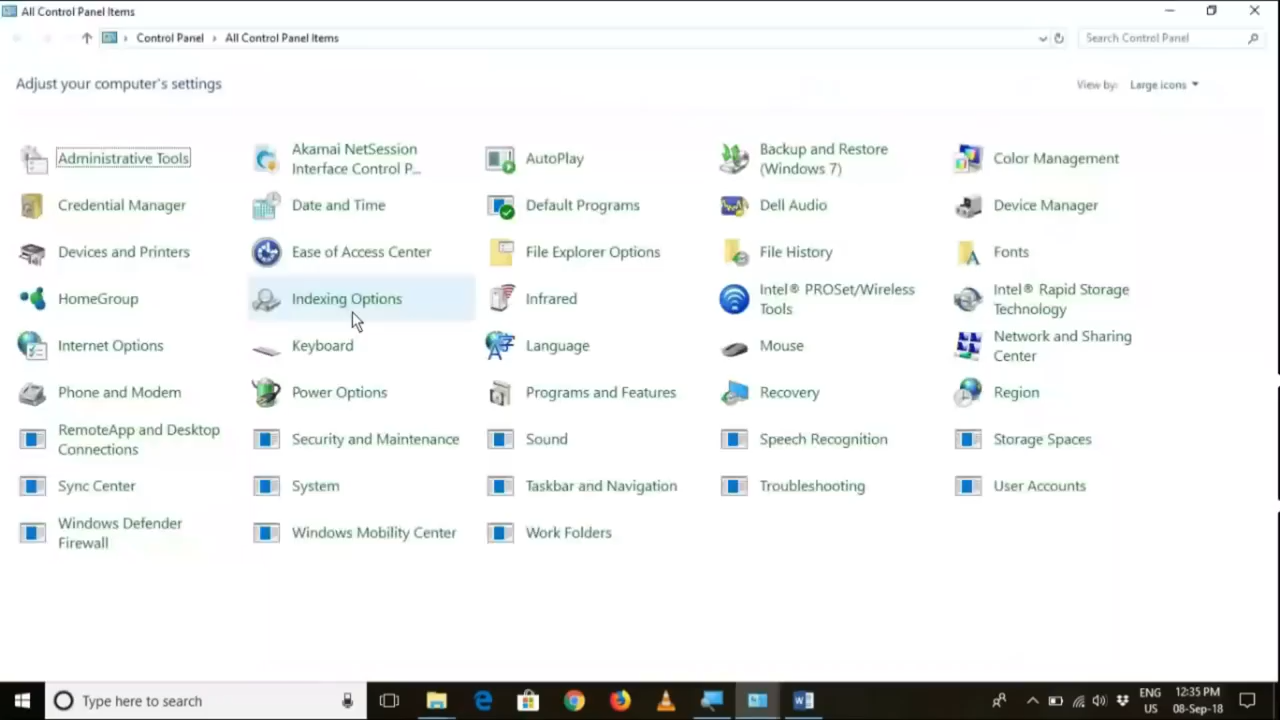 All Control Panel Items
Control Panel › All Control Panel Items
Search Control Panel
Adjust your computer's settings
View by: Large icons
Administrative Tools
Akamai NetSession
Interface Control P...
AutoPlay
Backup and Restore
(Windows 7)
Color Management
Credential Manager
Date and Time
Default Programs
Dell Audio
Device Manager
Devices and Printers
Ease of Access Center
File Explorer Options
File History
Fonts
HomeGroup
Indexing Options
Infrared
Intel® PROSet/Wireless
Tools
Intel® Rapid Storage
Technology
Internet Options
Keyboard
Language
Mouse
Network and Sharing
Center
Phone and Modem
Power Options
Programs and Features
Recovery
Region
RemoteApp and Desktop
Connections
Security and Maintenance
Sound
Speech Recognition
Storage Spaces
Sync Center
System
Taskbar and Navigation
Troubleshooting
User Accounts
Windows Defender
Firewall
Windows Mobility Center
Work Folders
Type here to search
ENG
US
12:35 PM
08-Sep-18